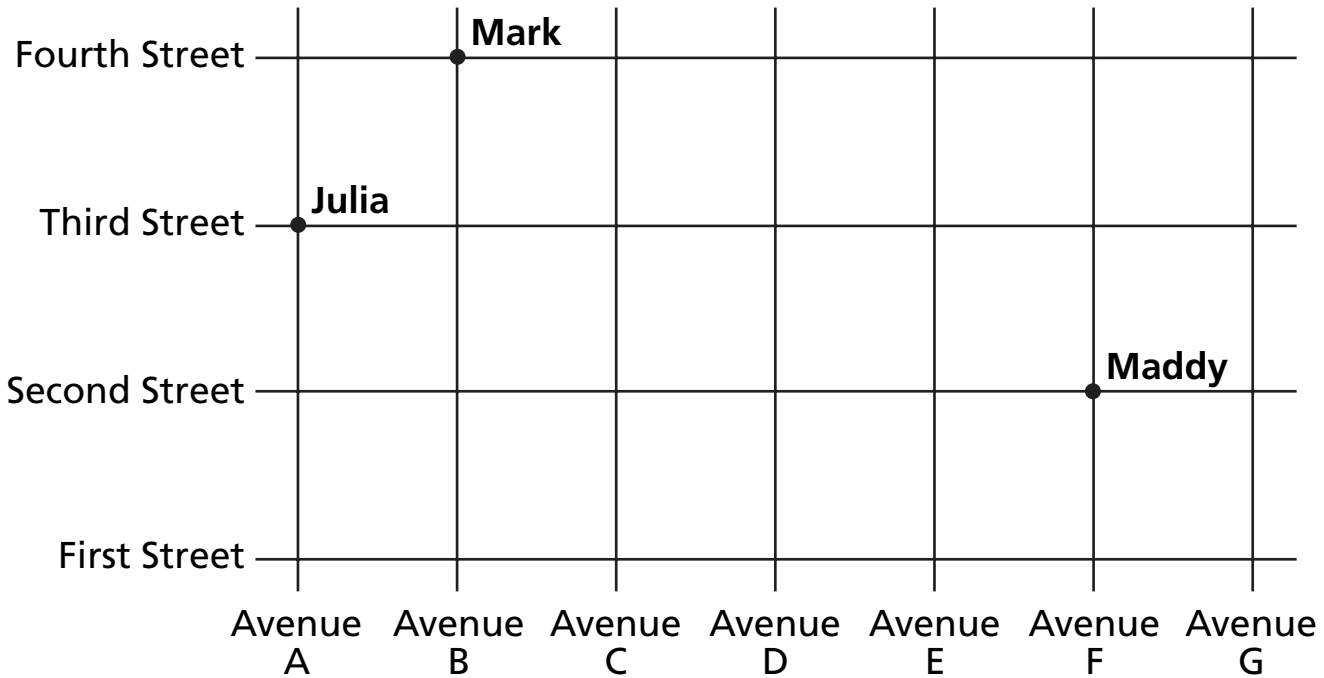 Mark
Fourth Street
Julia
Third Street
Maddy
Second Street
First Street
Avenue A
Avenue B
Avenue C
Avenue D
Avenue E
Avenue F
Avenue G